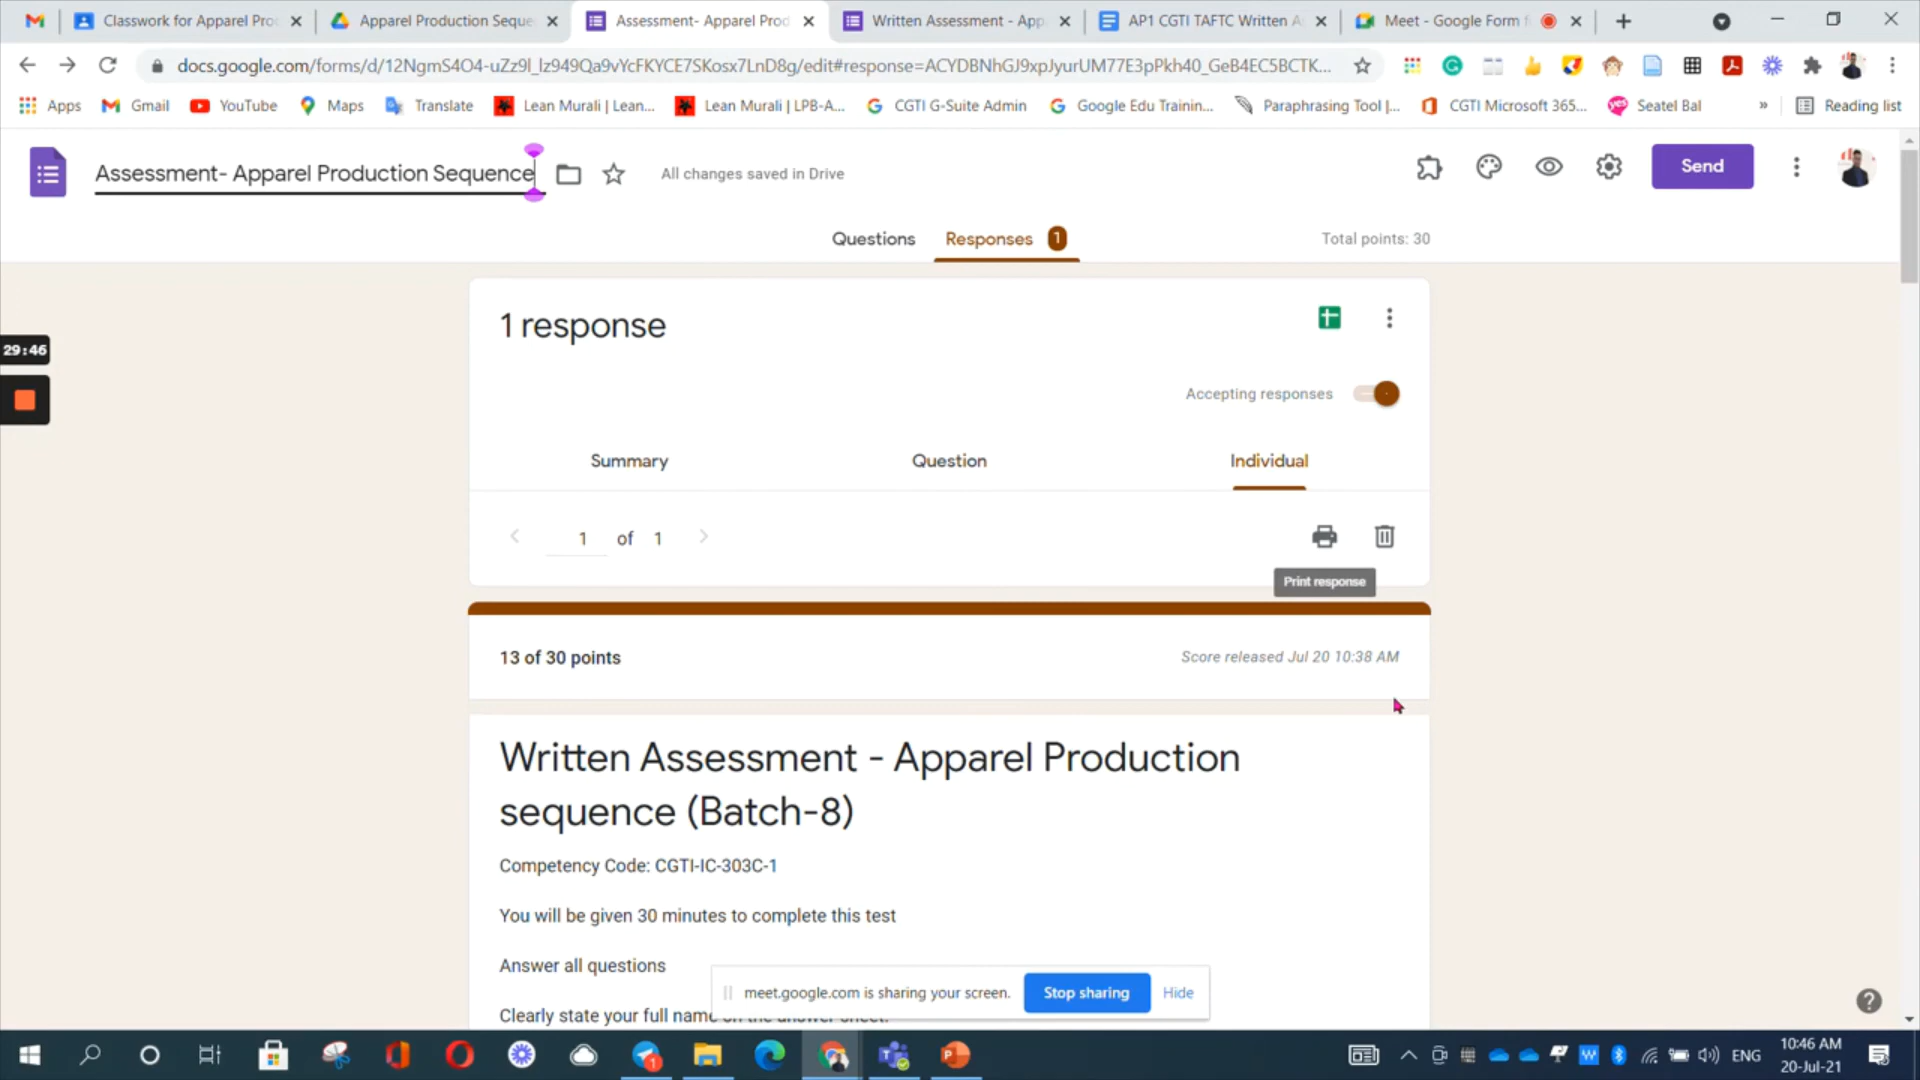 Classwork for Apparel Pro
Apparel Production Seque
Assessment- Apparel Prod
Written Assessment - App
AP1 CGTI TAFTC Written A
Meet - Google Form f
docs.google.com/forms/d/12NgmS4O4-uZz9l_lz949Qa9vYcFKYCE7SKosx7LnD8g/edit#response=ACYDBNhGJ9xpJyurUM77E3pPkh40_GeB4EC5BCTK...
Apps
Gmail
YouTube
Maps
Translate
Lean Murali | Lean...
Lean Murali | LPB-A...
CGTI G-Suite Admin
Google Edu Trainin...
Paraphrasing Tool |...
CGTI Microsoft 365...
Seatel Bal
»
Reading list
Assessment- Apparel Production Sequence
All changes saved in Drive
Send
Questions
Responses 1
Total points: 30
1 response
29:46
Accepting responses
Summary
Question
Individual
1 of 1
Print response
13 of 30 points
Score released Jul 20 10:38 AM
Written Assessment - Apparel Production
sequence (Batch-8)
Competency Code: CGTI-IC-303C-1
You will be given 30 minutes to complete this test
Answer all questions
meet.google.com is sharing your screen.
Stop sharing
Hide
Clearly state your full name on the answer sheet.
ENG
10:46 AM
20-Jul-21